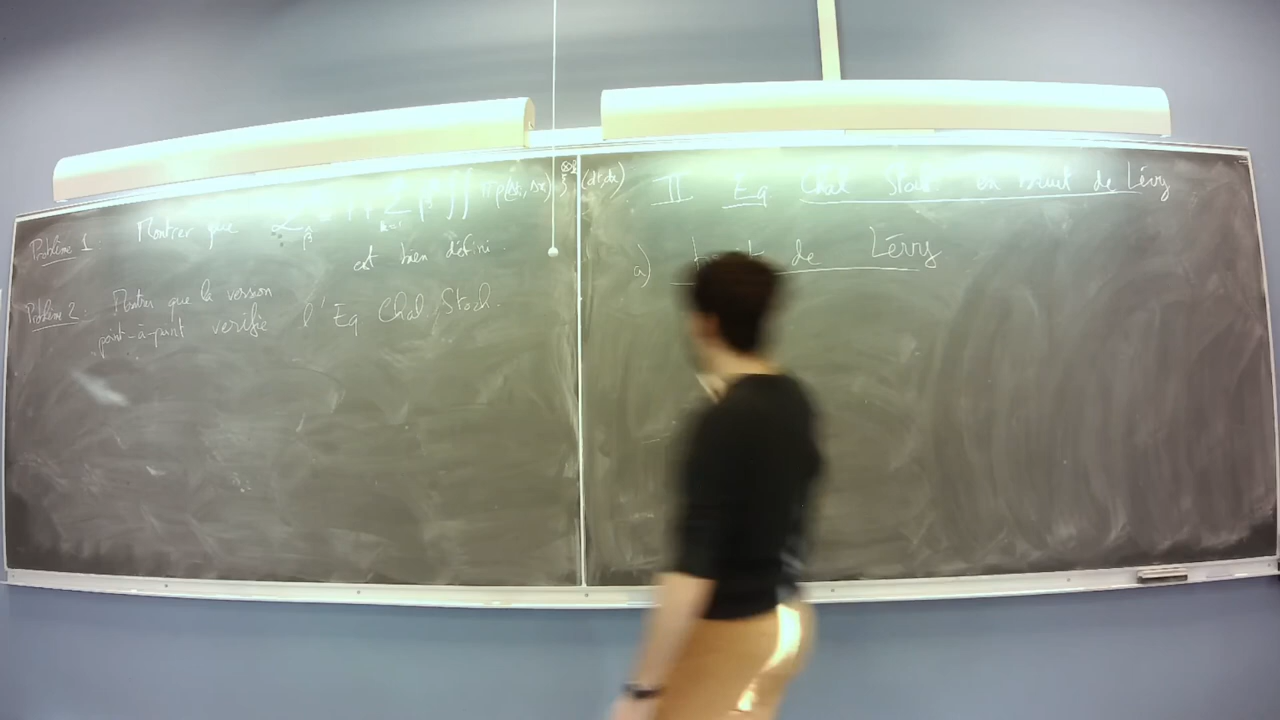 Problème 1: Montrer que
est bien défini
Problème 2: Montrer que la version
point-à-point vérifie l'Eq Chal. Stoch.
II Eq Chal Stoch. en bruit de Lévy
a) bruit de Lévy